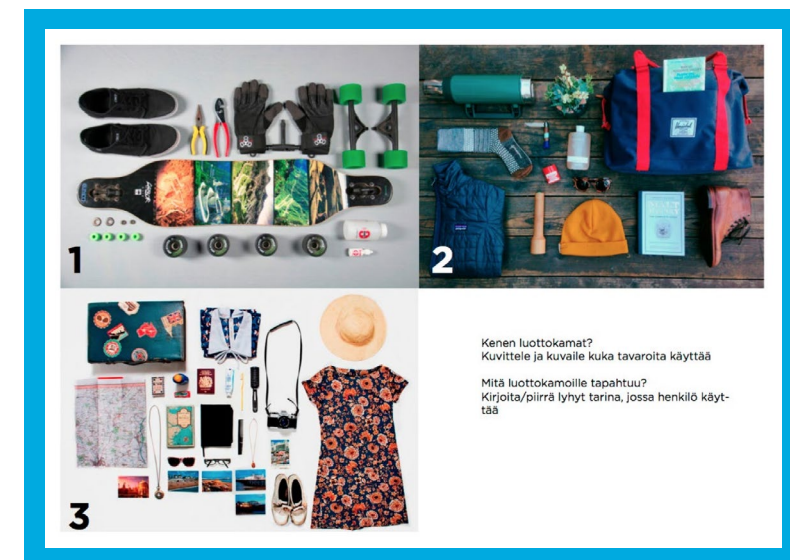 1
2
3
Kenen luottokamat?
Kuvittele ja kuvaile kuka tavaroita käyttää
Mitä luottokamoille tapahtuu?
Kirjoita/piirrä lyhyt tarina, jossa henkilö käyt-
tää